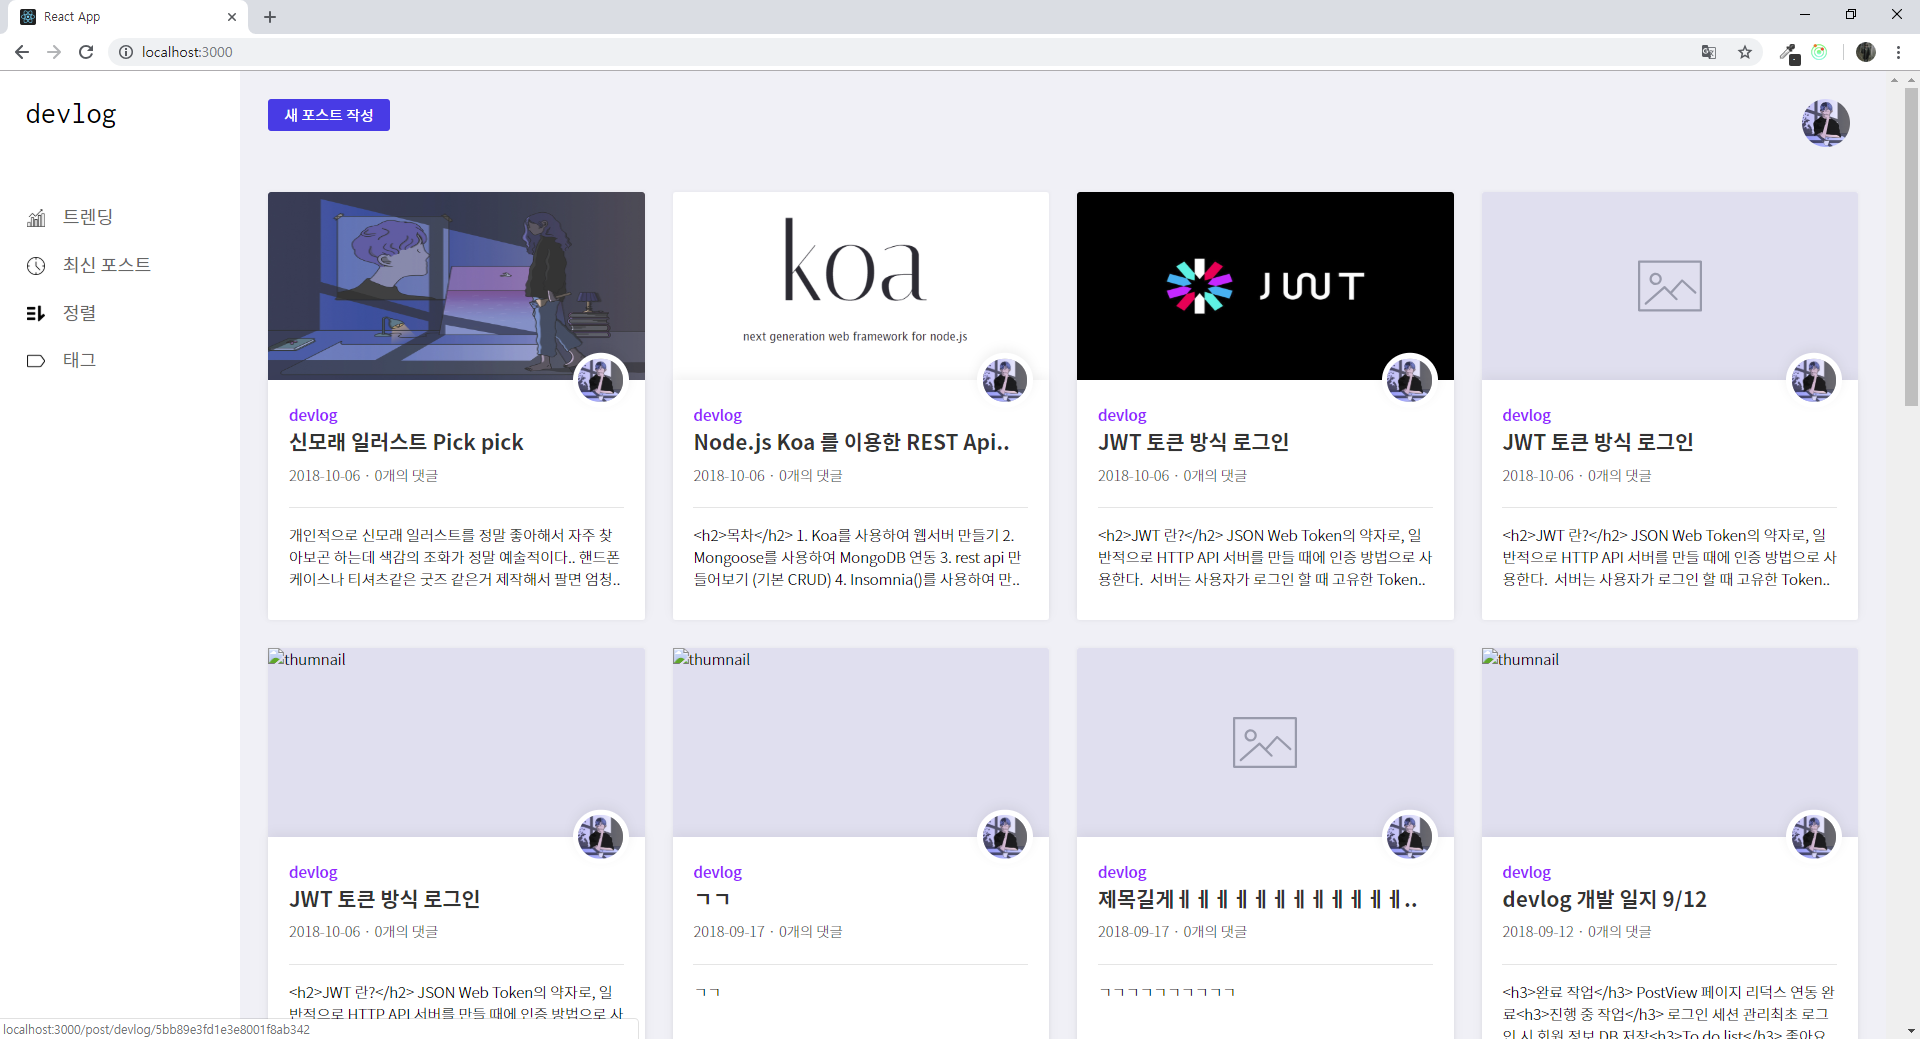 React App
localhost:3000
devlog
새 포스트 작성
트렌딩
최신 포스트
정렬
태그
koa
next generation web framework for node.js
JWT
devlog
신모래 일러스트 Pick pick
2018-10-06 · 0개의 댓글
개인적으로 신모래 일러스트를 정말 좋아해서 자주 찾
아보곤 하는데 색감의 조화가 정말 예술적이다.. 핸드폰
케이스나 티셔츠같은 굿즈 같은거 제작해서 팔면 엄청..
devlog
Node.js Koa 를 이용한 REST Api..
2018-10-06 · 0개의 댓글
<h2>목차</h2> 1. Koa를 사용하여 웹서버 만들기 2.
Mongoose를 사용하여 MongoDB 연동 3. rest api 만
들어보기 (기본 CRUD) 4. Insomnia()를 사용하여 만..
devlog
JWT 토큰 방식 로그인
2018-10-06 · 0개의 댓글
<h2>JWT 란?</h2> JSON Web Token의 약자로, 일
반적으로 HTTP API 서버를 만들 때에 인증 방법으로 사
용한다.  서버는 사용자가 로그인 할 때 고유한 Token..
devlog
JWT 토큰 방식 로그인
2018-10-06 · 0개의 댓글
<h2>JWT 란?</h2> JSON Web Token의 약자로, 일
반적으로 HTTP API 서버를 만들 때에 인증 방법으로 사
용한다.  서버는 사용자가 로그인 할 때 고유한 Token..
thumnail
devlog
JWT 토큰 방식 로그인
2018-10-06 · 0개의 댓글
<h2>JWT 란?</h2> JSON Web Token의 약자로, 일
반적으로 HTTP API 서버를 만들 때에 인증 방법으로 사
thumnail
devlog
ㄱㄱ
2018-09-17 · 0개의 댓글
ㄱㄱ
devlog
제목길게ㅔㅔㅔㅔㅔㅔㅔㅔㅔㅔㅔㅔ..
2018-09-17 · 0개의 댓글
ㄱㄱㄱㄱㄱㄱㄱㄱㄱㄱ
thumnail
devlog
devlog 개발 일지 9/12
2018-09-12 · 0개의 댓글
<h3>완료 작업</h3> PostView 페이지 리덕스 연동 완
료<h3>진행 중 작업</h3> 로그인 세션 관리최초 로그
인 시 회원 정보 DB 저장<h3>To do list</h3> 좋아요
localhost:3000/post/devlog/5bb89e3fd1e3e8001f8ab342